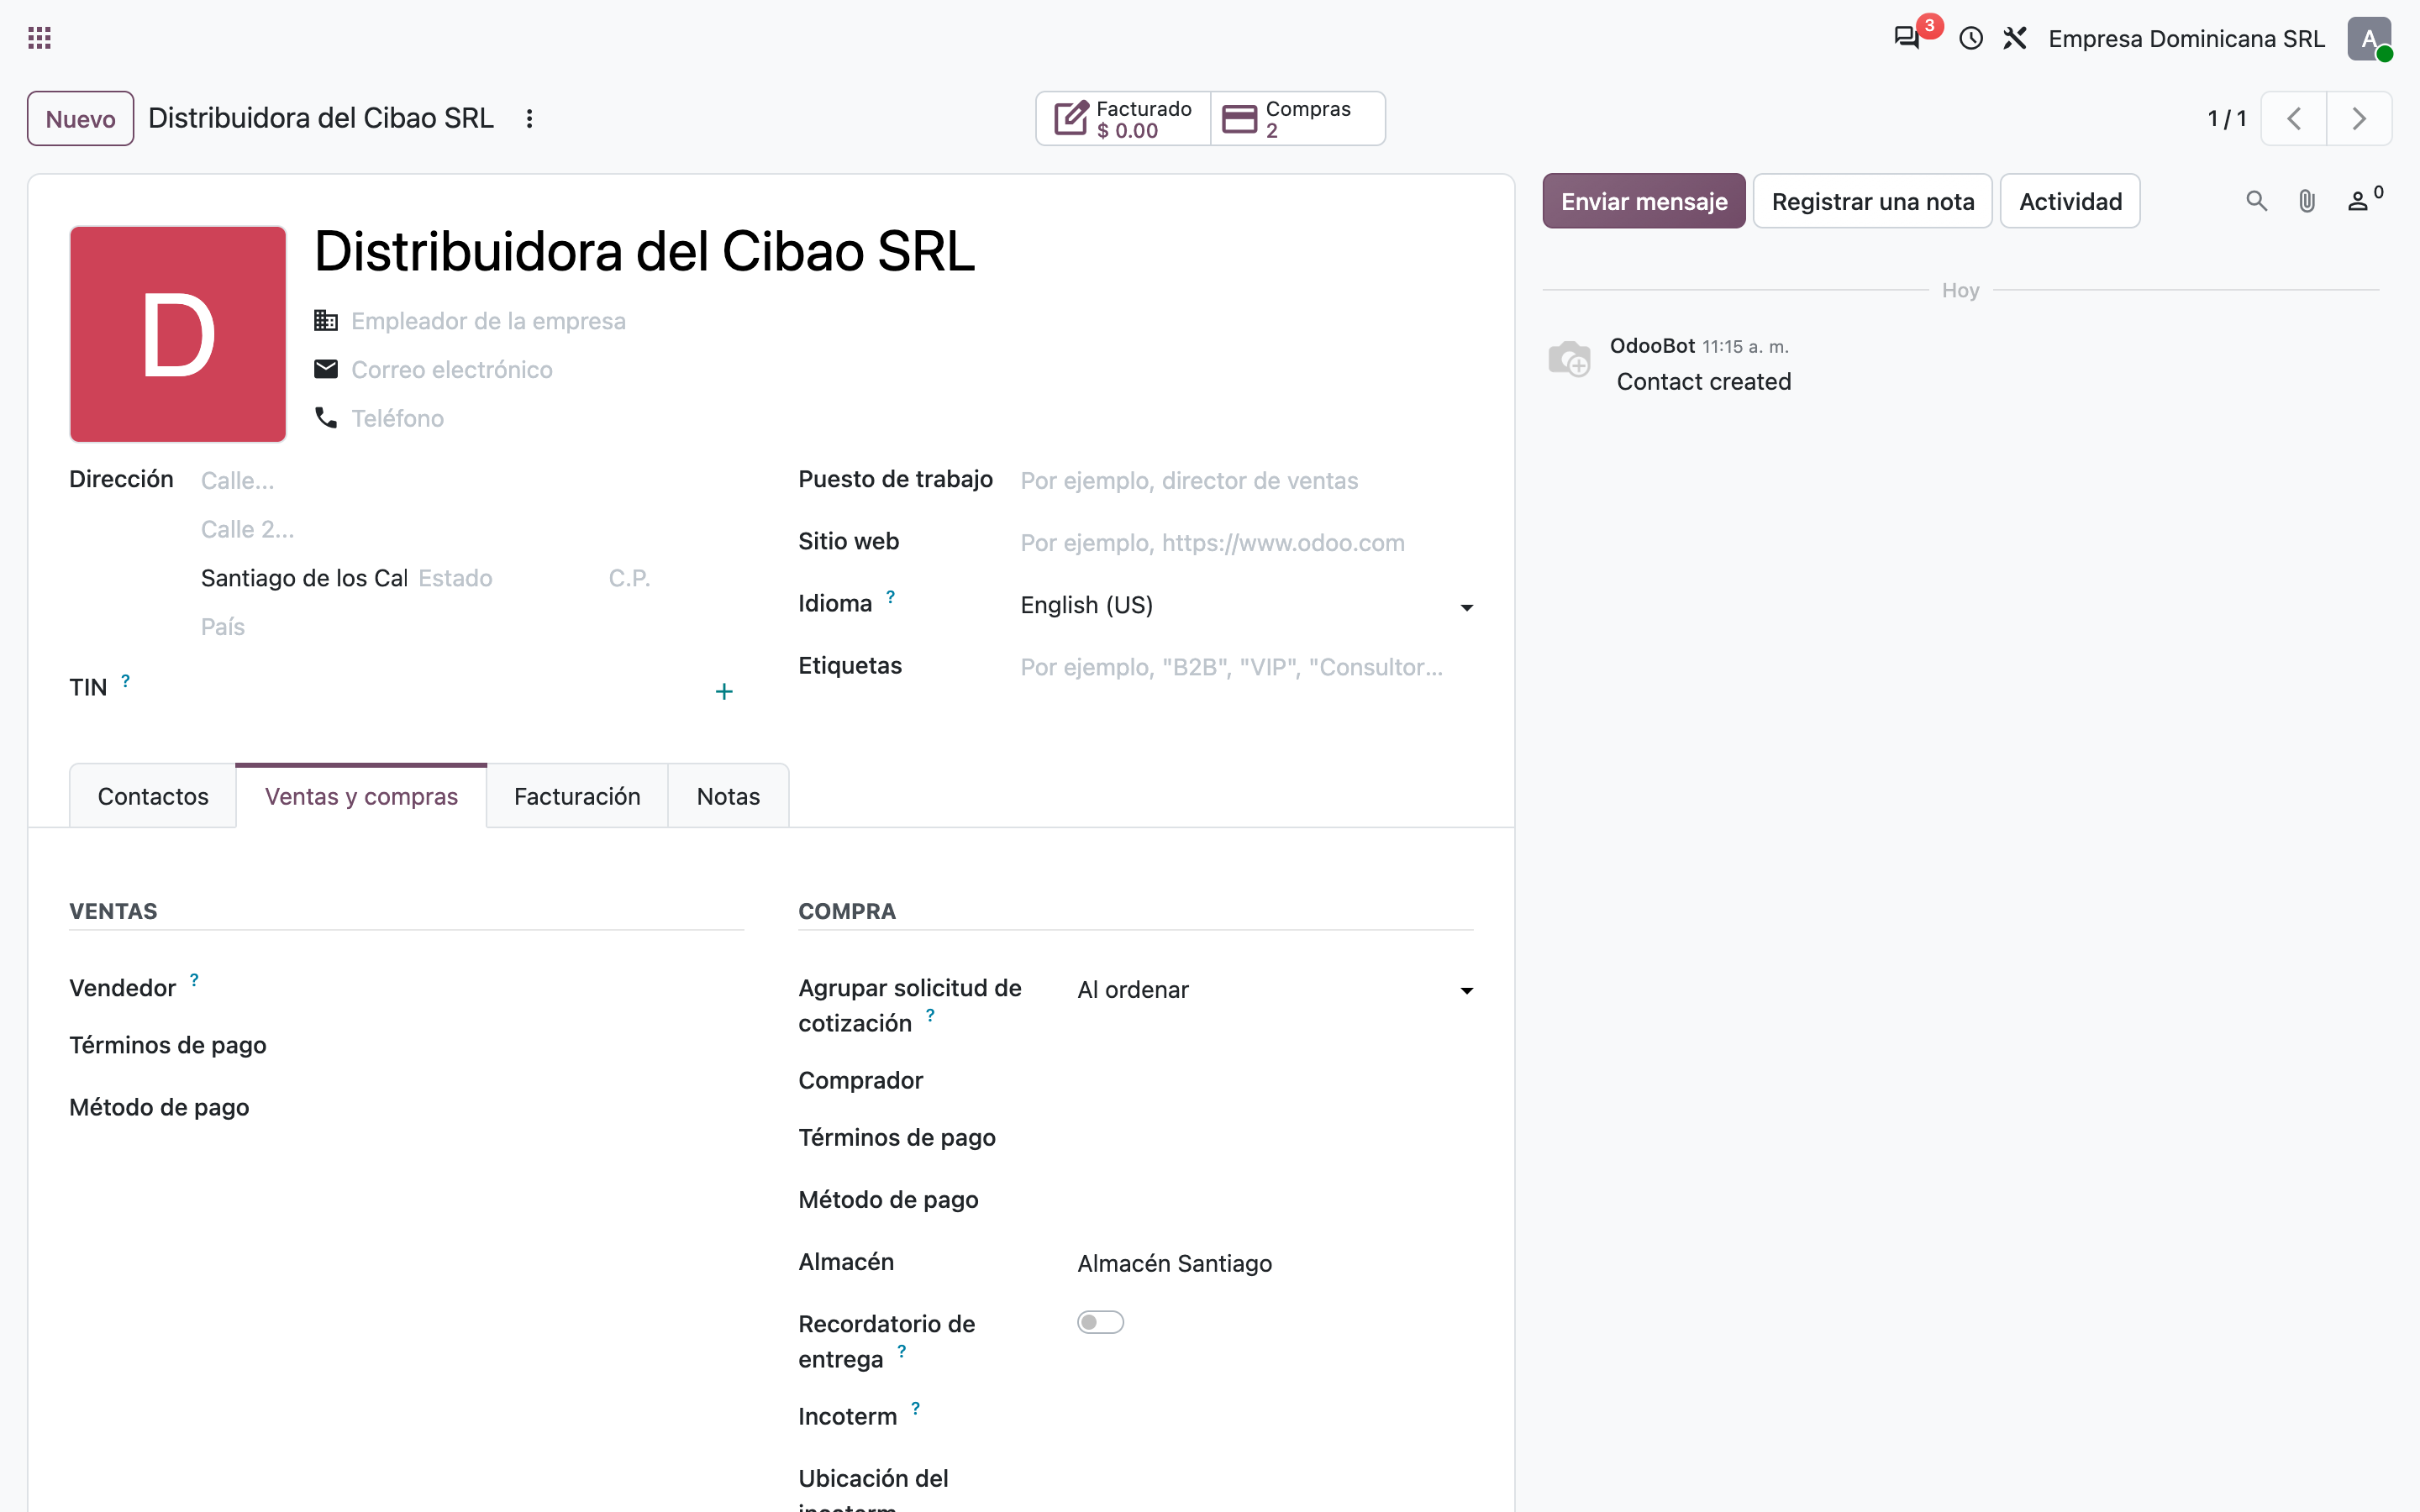 3
Empresa Dominicana SRL
A
Nuevo
Distribuidora del Cibao SRL
Facturado
$ 0.00
Compras
2
1 / 1
Enviar mensaje
Registrar una nota
Actividad
0
D
Distribuidora del Cibao SRL
Empleador de la empresa
Correo electrónico
Teléfono
Hoy
OdooBot 11:15 a. m.
Contact created
Dirección
Calle...
Calle 2...
Santiago de los Cal
Estado
C.P.
País
TIN ?
Puesto de trabajo
Por ejemplo, director de ventas
Sitio web
Por ejemplo, https://www.odoo.com
Idioma ?
English (US)
Etiquetas
Por ejemplo, "B2B", "VIP", "Consultor...
Contactos
Ventas y compras
Facturación
Notas
VENTAS
Vendedor ?
Términos de pago
Método de pago
COMPRA
Agrupar solicitud de
cotización ?
Al ordenar
Comprador
Términos de pago
Método de pago
Almacén
Almacén Santiago
Recordatorio de
entrega ?
Incoterm ?
Ubicación del
incoterm